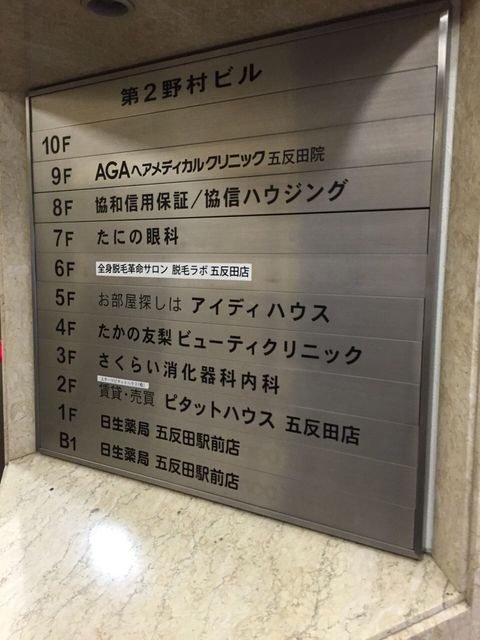 第2野村ビル
10F
9F AGAヘアメディカルクリニック 五反田院
8F 協和信用保証/協信ハウジング
7F たにの眼科
6F 全身脱毛革命サロン 脱毛ラボ 五反田店
5F お部屋探しは アイディハウス
4F たかの友梨 ビューティクリニック
3F さくらい消化器科内科
2F 賃貸・売買 ピタットハウス 五反田店
1F 日生薬局 五反田駅前店
B1 日生薬局 五反田駅前店